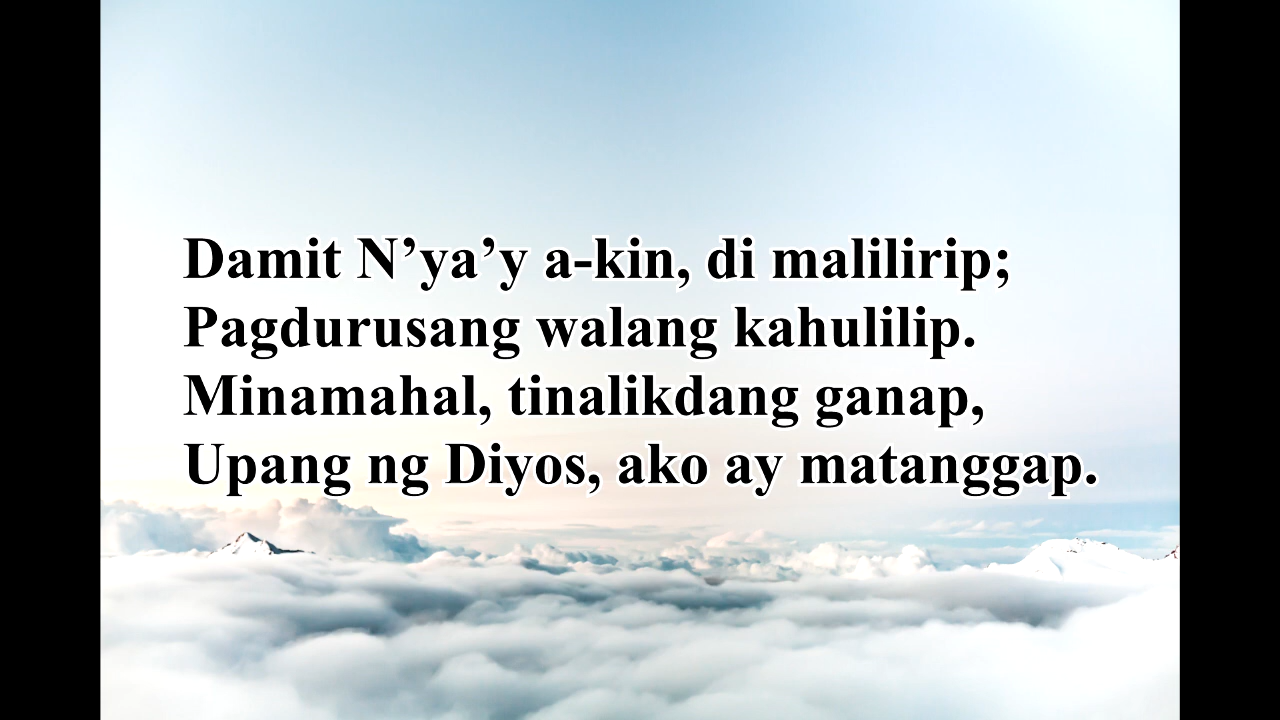 Damit N’ya’y a-kin, di malilirip;
Pagdurusang walang kahulilip.
Minamahal, tinalikdang ganap,
Upang ng Diyos, ako ay matanggap.